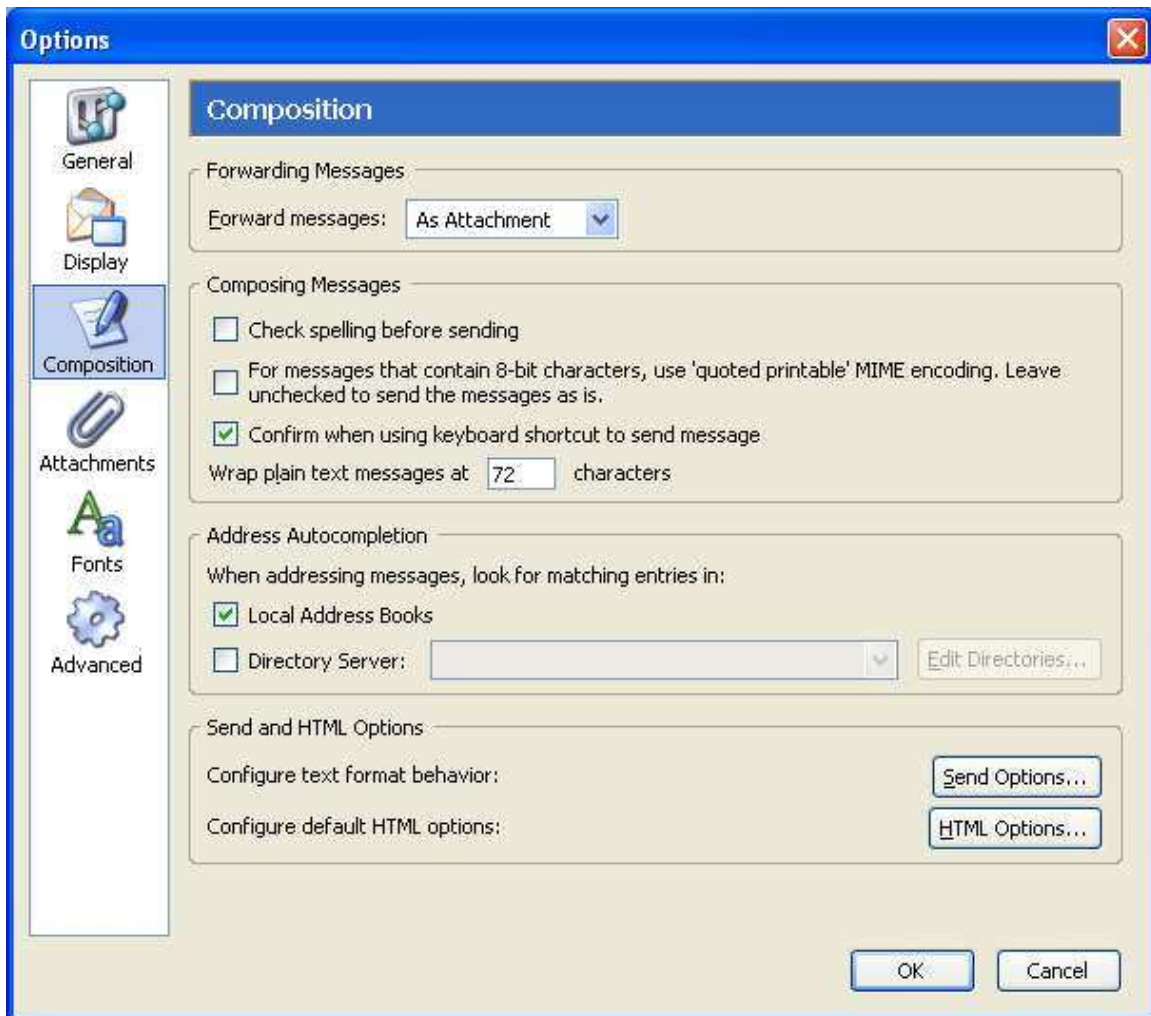 Options
General
Display
Composition
Attachments
Fonts
Advanced
Composition
Forwarding Messages
Forward messages: As Attachment
Composing Messages
Check spelling before sending
For messages that contain 8-bit characters, use 'quoted printable' MIME encoding. Leave
unchecked to send the messages as is.
Confirm when using keyboard shortcut to send message
Wrap plain text messages at 72 characters
Address Autocompletion
When addressing messages, look for matching entries in:
Local Address Books
Directory Server: Edit Directories...
Send and HTML Options
Configure text format behavior: Send Options...
Configure default HTML options: HTML Options...
OK Cancel